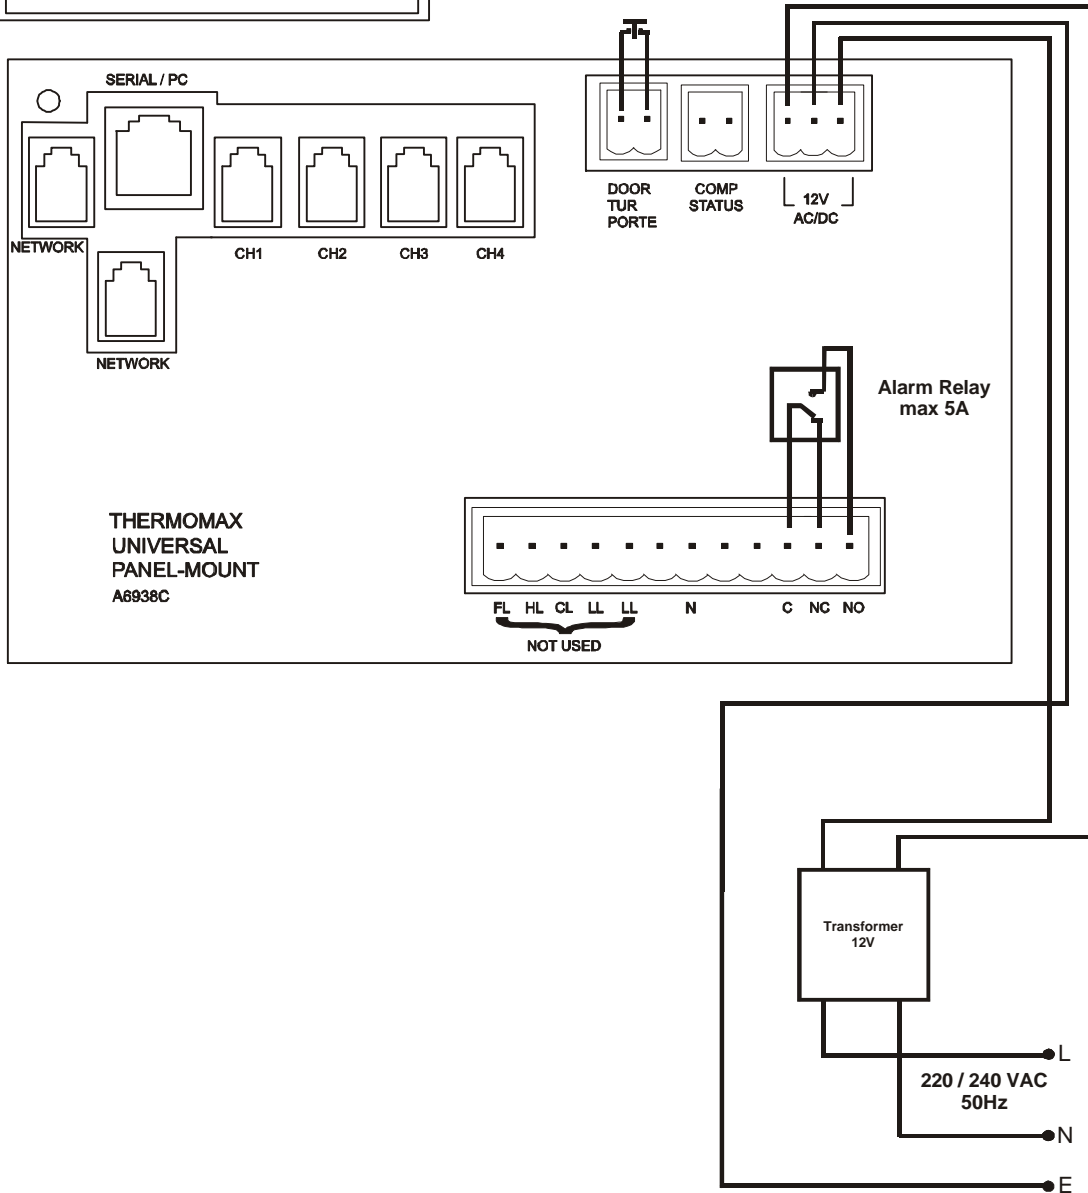 SERIAL / PC
NETWORK
CH1
CH2
CH3
CH4
NETWORK
DOOR
TUR
PORTE
COMP
STATUS
12V
AC/DC
Alarm Relay
max 5A
THERMOMAX
UNIVERSAL
PANEL-MOUNT
A6938C
FL HL CL LL LL N C NC NO
NOT USED
Transformer
12V
L
220 / 240 VAC
50Hz
N
E